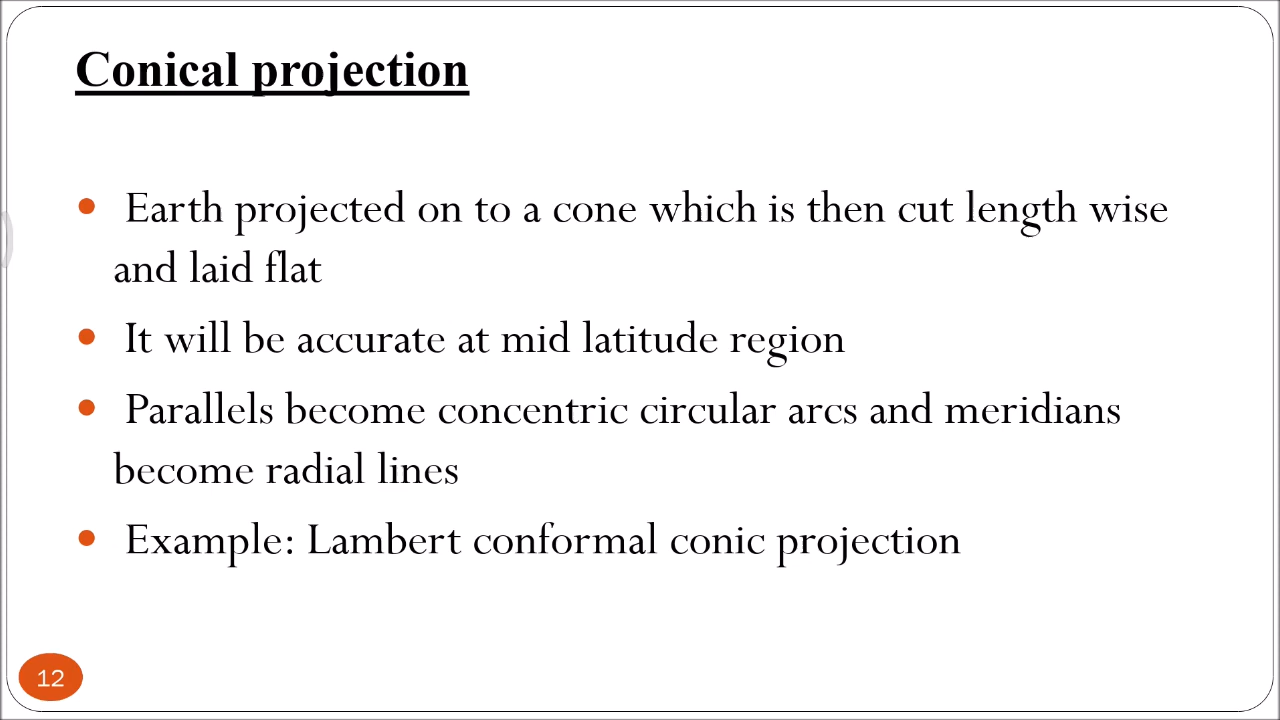 Conical projection
• Earth projected on to a cone which is then cut length wise
and laid flat
• It will be accurate at mid latitude region
• Parallels become concentric circular arcs and meridians
become radial lines
• Example: Lambert conformal conic projection
12